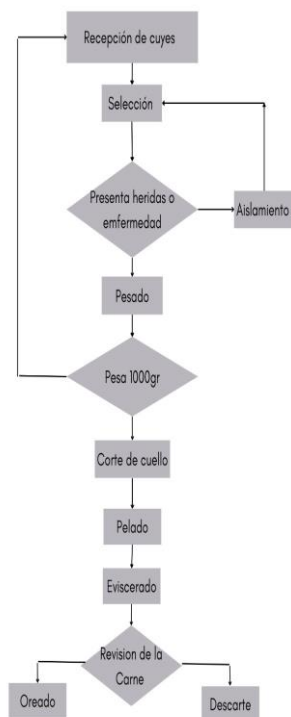 Recepción de cuyes
Selección
Presenta heridas o
emfermedad
Aislamiento
Pesado
Pesa 1000gr
Corte de cuello
Pelado
Eviscerado
Revision de la
Carne
Oreado
Descarte